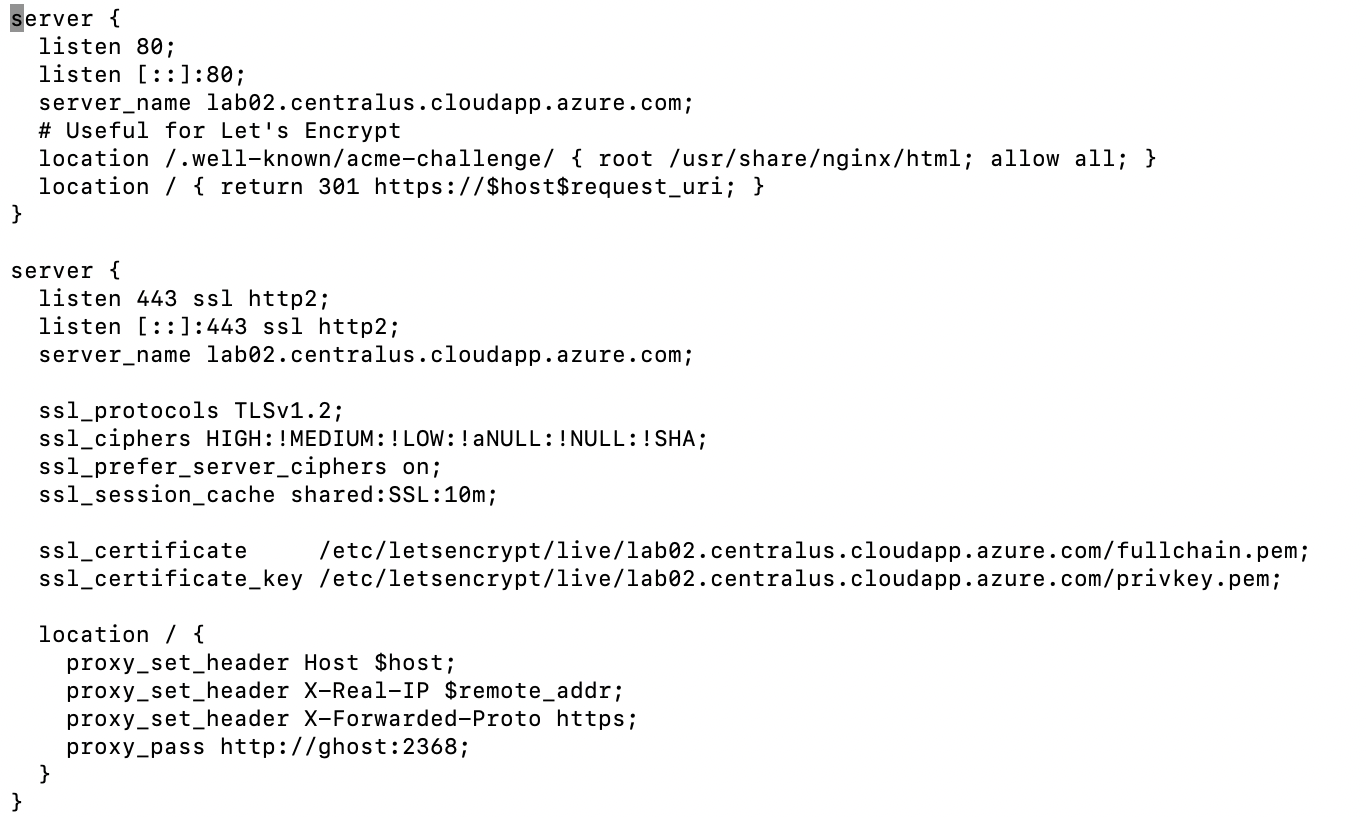 server {
  listen 80;
  listen [::]:80;
  server_name lab02.centralus.cloudapp.azure.com;
  # Useful for Let's Encrypt
  location /.well-known/acme-challenge/ { root /usr/share/nginx/html; allow all; }
  location / { return 301 https://$host$request_uri; }
}

server {
  listen 443 ssl http2;
  listen [::]:443 ssl http2;
  server_name lab02.centralus.cloudapp.azure.com;

  ssl_protocols TLSv1.2;
  ssl_ciphers HIGH:!MEDIUM:!LOW:!aNULL:!NULL:!SHA;
  ssl_prefer_server_ciphers on;
  ssl_session_cache shared:SSL:10m;

  ssl_certificate     /etc/letsencrypt/live/lab02.centralus.cloudapp.azure.com/fullchain.pem;
  ssl_certificate_key /etc/letsencrypt/live/lab02.centralus.cloudapp.azure.com/privkey.pem;

  location / {
    proxy_set_header Host $host;
    proxy_set_header X-Real-IP $remote_addr;
    proxy_set_header X-Forwarded-Proto https;
    proxy_pass http://ghost:2368;
  }
}